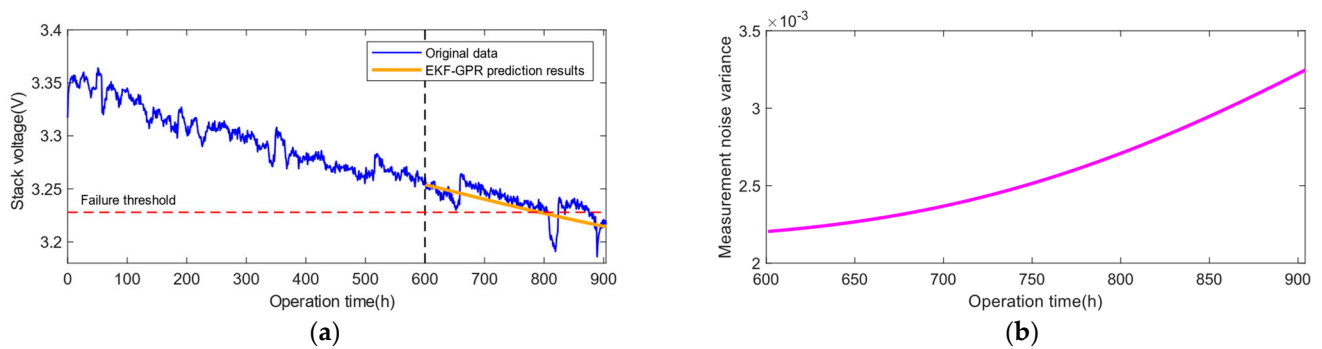 3.4
3.35
3.3
3.25
3.2
Stack voltage(V)
Original data
EKF-GPR prediction results
Failure threshold
0 100 200 300 400 500 600 700 800 900
Operation time(h)
(a)
×10⁻³
3.5
3
2.5
2
Measurement noise variance
600 650 700 750 800 850 900
Operation time(h)
(b)